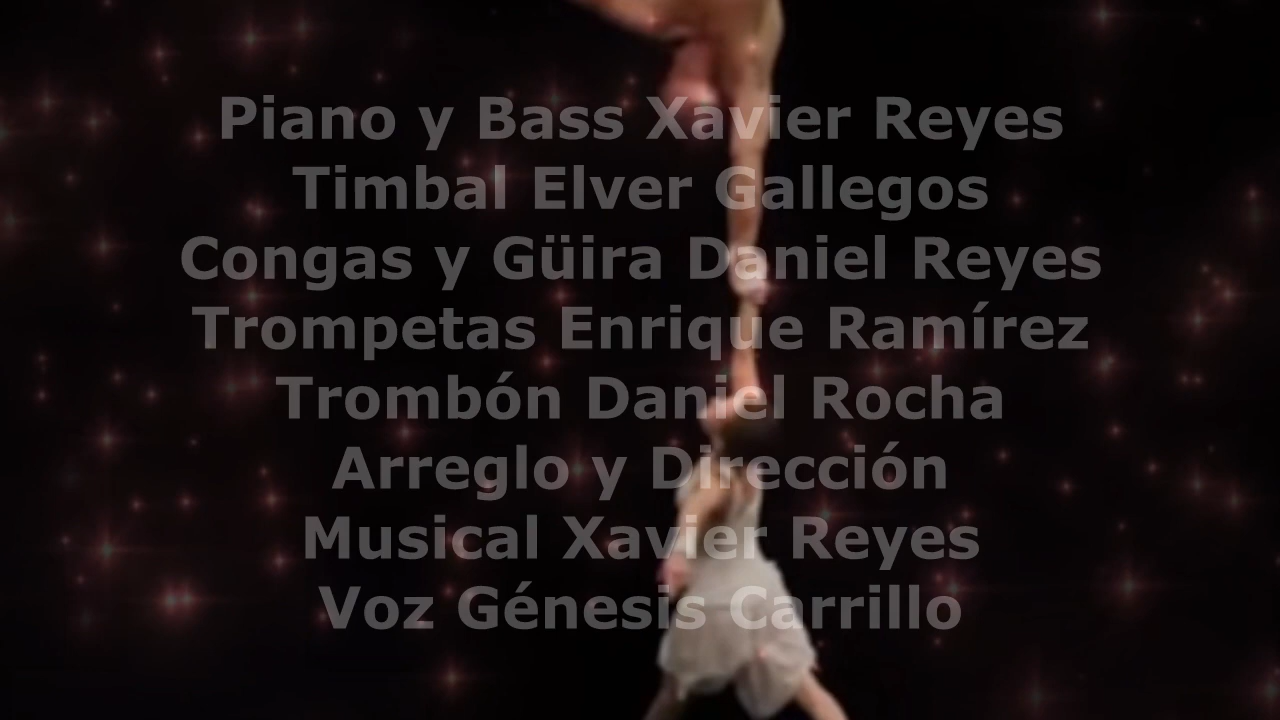 Piano y Bass Xavier Reyes
Timbal Elver Gallegos
Congas y Güira Daniel Reyes
Trompetas Enrique Ramírez
Trombón Daniel Rocha
Arreglo y Dirección
Musical Xavier Reyes
Voz Génesis Carrillo